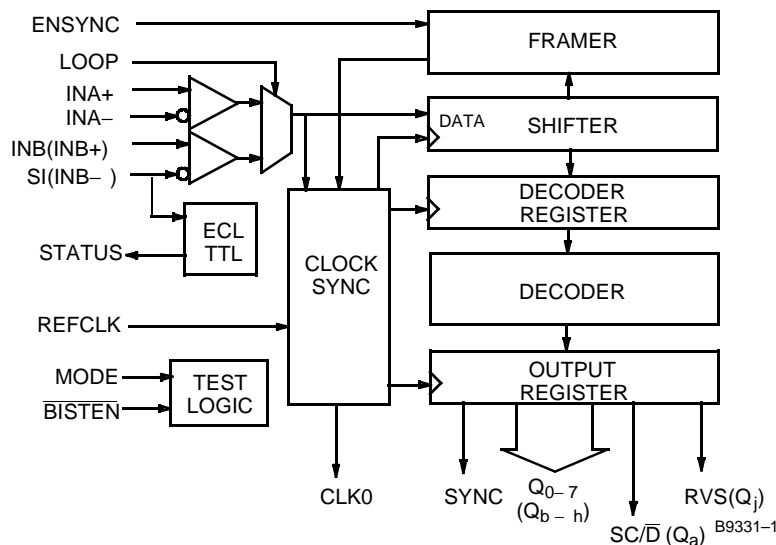 ENSYNC
FRAMER
LOOP
INA+
INA−
DATA
SHIFTER
INB(INB+)
SI(INB− )
DECODER
REGISTER
ECL
TTL
STATUS
CLOCK
SYNC
DECODER
REFCLK
MODE
TEST
LOGIC
BISTEN
OUTPUT
REGISTER
CLK0
SYNC
Q0−7
(Qb − h)
RVS(Qj)
SC/D̅ (Qa)
B9331−1